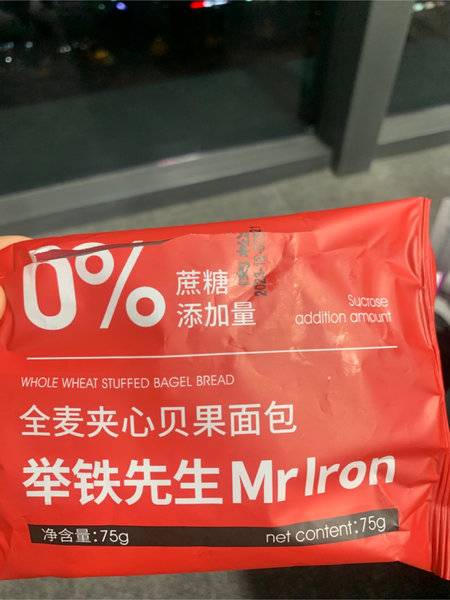 0%
蔗糖
添加量
Sucrose
addition amount
WHOLE WHEAT STUFFED BAGEL BREAD
全麦夹心贝果面包
举铁先生 Mr Iron
净含量:75g
net content:75g